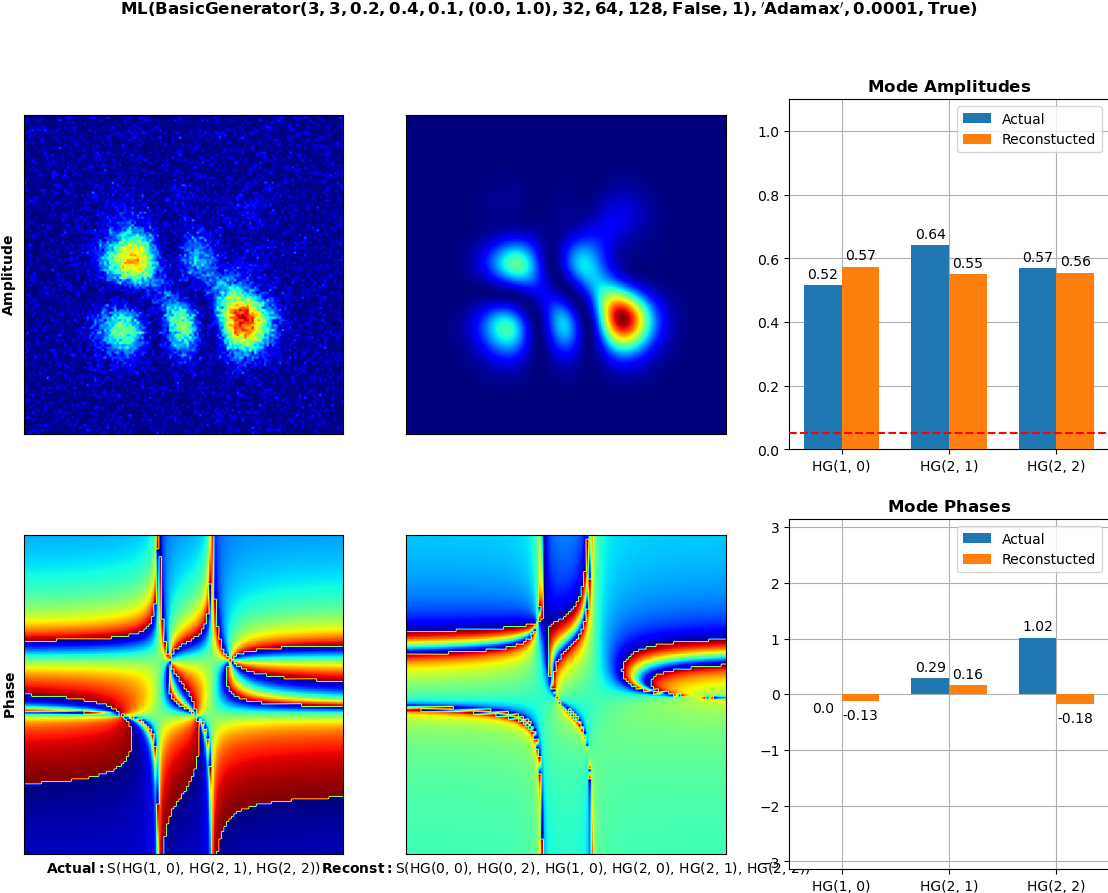 ML(BasicGenerator(3, 3, 0.2, 0.4, 0.1, (0.0, 1.0), 32, 64, 128, False, 1), ′Adamax′, 0.0001, True)
Amplitude
Mode Amplitudes
Actual
Reconstucted
1.0
0.8
0.6
0.4
0.2
0.0
0.52
0.57
0.64
0.55
0.57
0.56
HG(1, 0)
HG(2, 1)
HG(2, 2)
Phase
Mode Phases
Actual
Reconstucted
3
2
1
0
−1
−2
−3
0.0
-0.13
0.29
0.16
1.02
-0.18
HG(1, 0)
HG(2, 1)
HG(2, 2)
Actual: S(HG(1, 0), HG(2, 1), HG(2, 2))
Reconst: S(HG(0, 0), HG(0, 2), HG(1, 0), HG(2, 0), HG(2, 1), HG(2, 2))